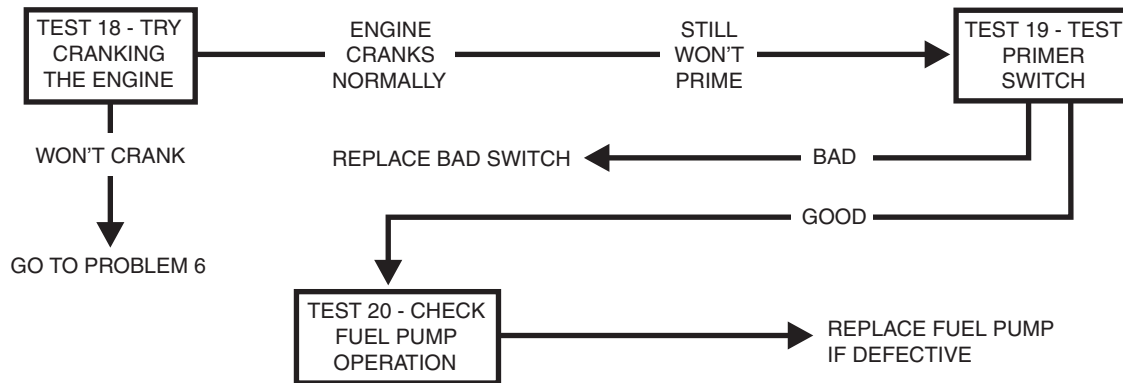 TEST 18 - TRY
CRANKING
THE ENGINE
ENGINE
CRANKS
NORMALLY
STILL
WON'T
PRIME
TEST 19 - TEST
PRIMER
SWITCH
WON'T CRANK
GO TO PROBLEM 6
BAD
REPLACE BAD SWITCH
GOOD
TEST 20 - CHECK
FUEL PUMP
OPERATION
REPLACE FUEL PUMP
IF DEFECTIVE